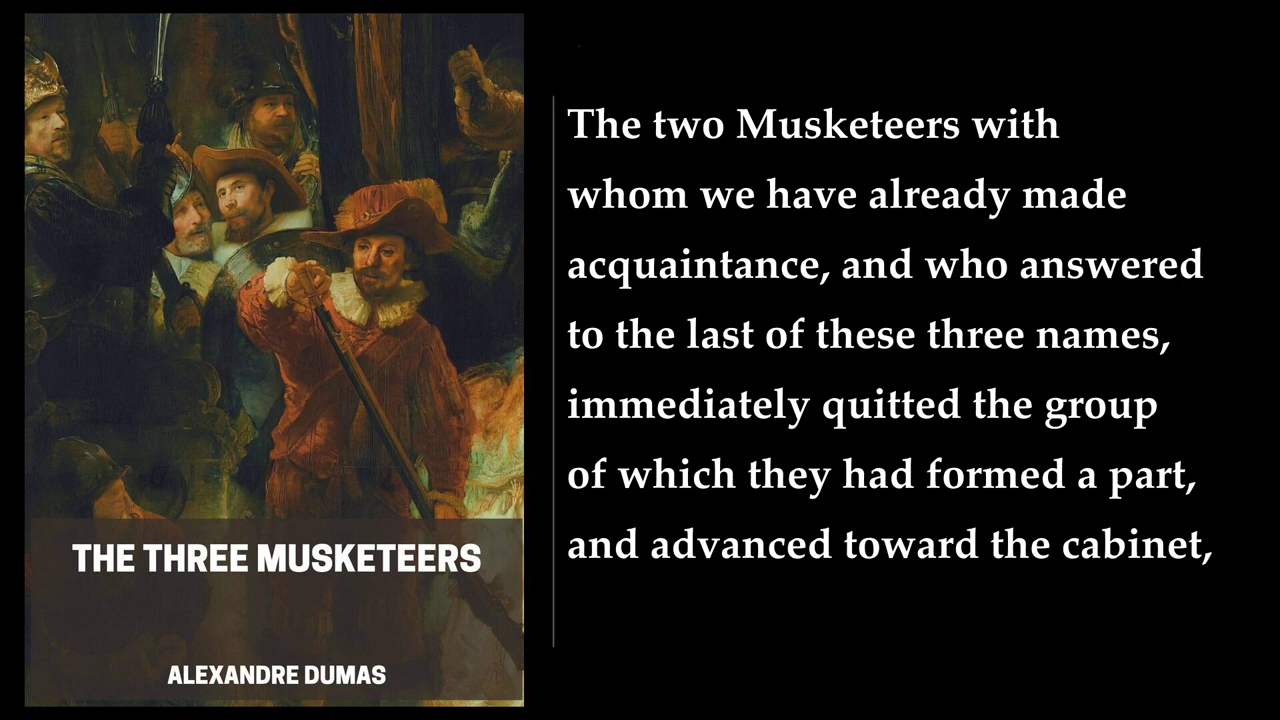 THE THREE MUSKETEERS
ALEXANDRE DUMAS
The two Musketeers with
whom we have already made
acquaintance, and who answered
to the last of these three names,
immediately quitted the group
of which they had formed a part,
and advanced toward the cabinet,